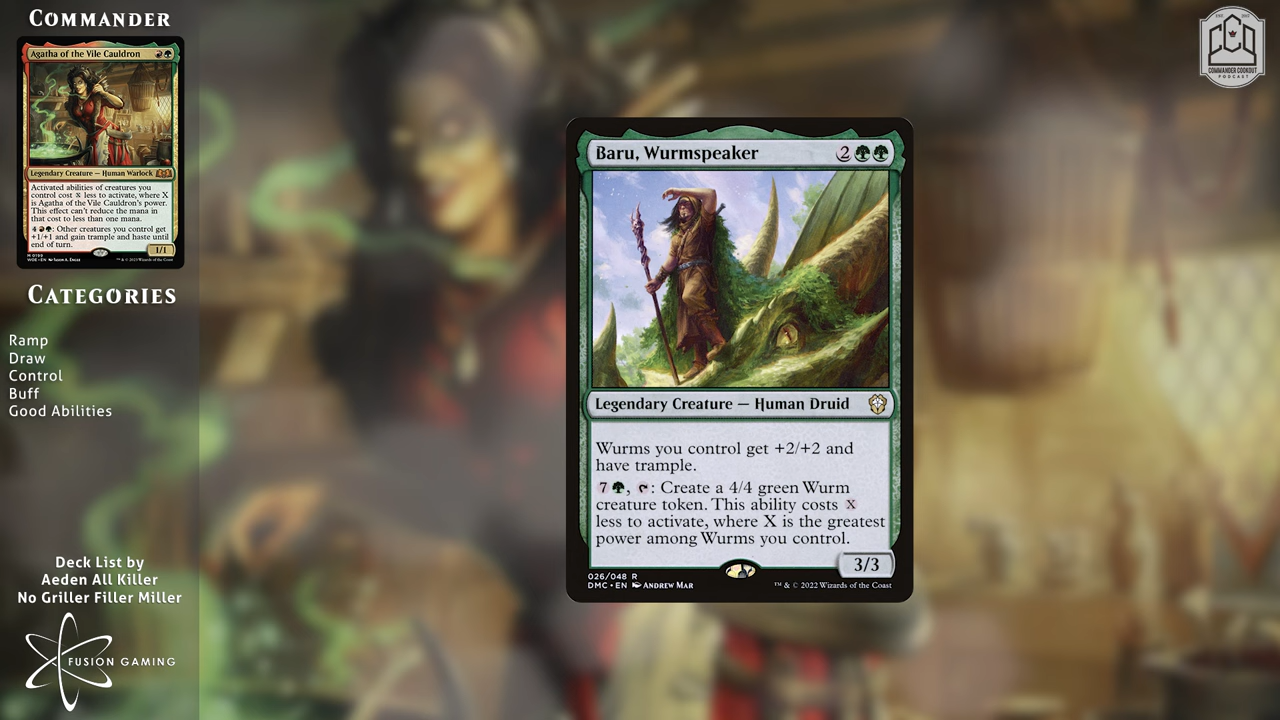 COMMANDER
Agatha of the Vile Cauldron
Legendary Creature — Human Warlock
Activated abilities of creatures you
control cost X less to activate, where X
is Agatha of the Vile Cauldron's power.
This effect can't reduce the mana in
that cost to less than one mana.
4: Other creatures you control get
+1/+1 and gain trample and haste until
end of turn.
1/1
CATEGORIES
Ramp
Draw
Control
Buff
Good Abilities
Deck List by
Aeden All Killer
No Griller Filler Miller
FUSION GAMING
Baru, Wurmspeaker 2
Legendary Creature — Human Druid
Wurms you control get +2/+2 and
have trample.
7, : Create a 4/4 green Wurm
creature token. This ability costs X
less to activate, where X is the greatest
power among Wurms you control.
3/3
026/048 R
DMC • EN ANDREW MAR
™ & © 2022 Wizards of the Coast
CCO
COMMANDER COOKOUT
PODCAST